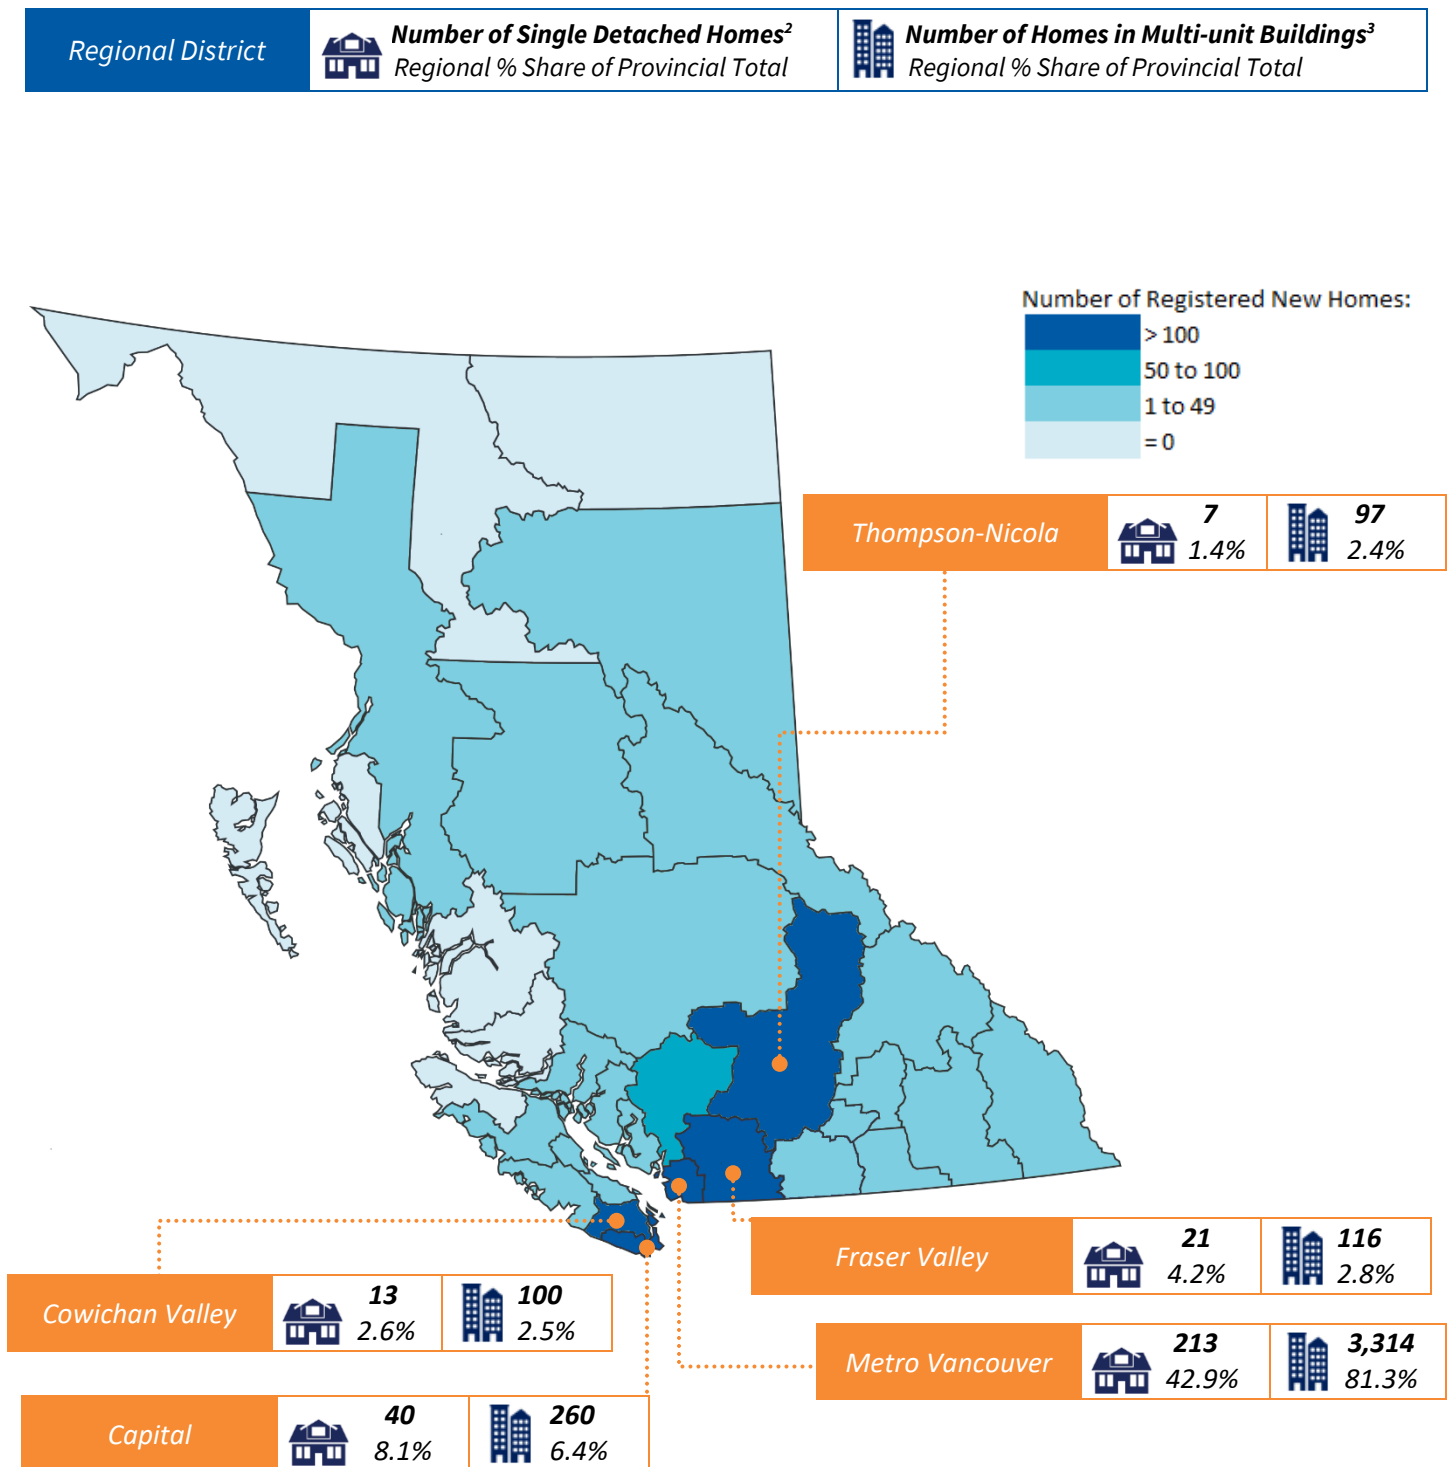 Regional District
Number of Single Detached Homes²
Regional % Share of Provincial Total
Number of Homes in Multi-unit Buildings³
Regional % Share of Provincial Total
Number of Registered New Homes:
> 100
50 to 100
1 to 49
= 0
Thompson-Nicola
7
1.4%
97
2.4%
Fraser Valley
21
4.2%
116
2.8%
Cowichan Valley
13
2.6%
100
2.5%
Metro Vancouver
213
42.9%
3,314
81.3%
Capital
40
8.1%
260
6.4%